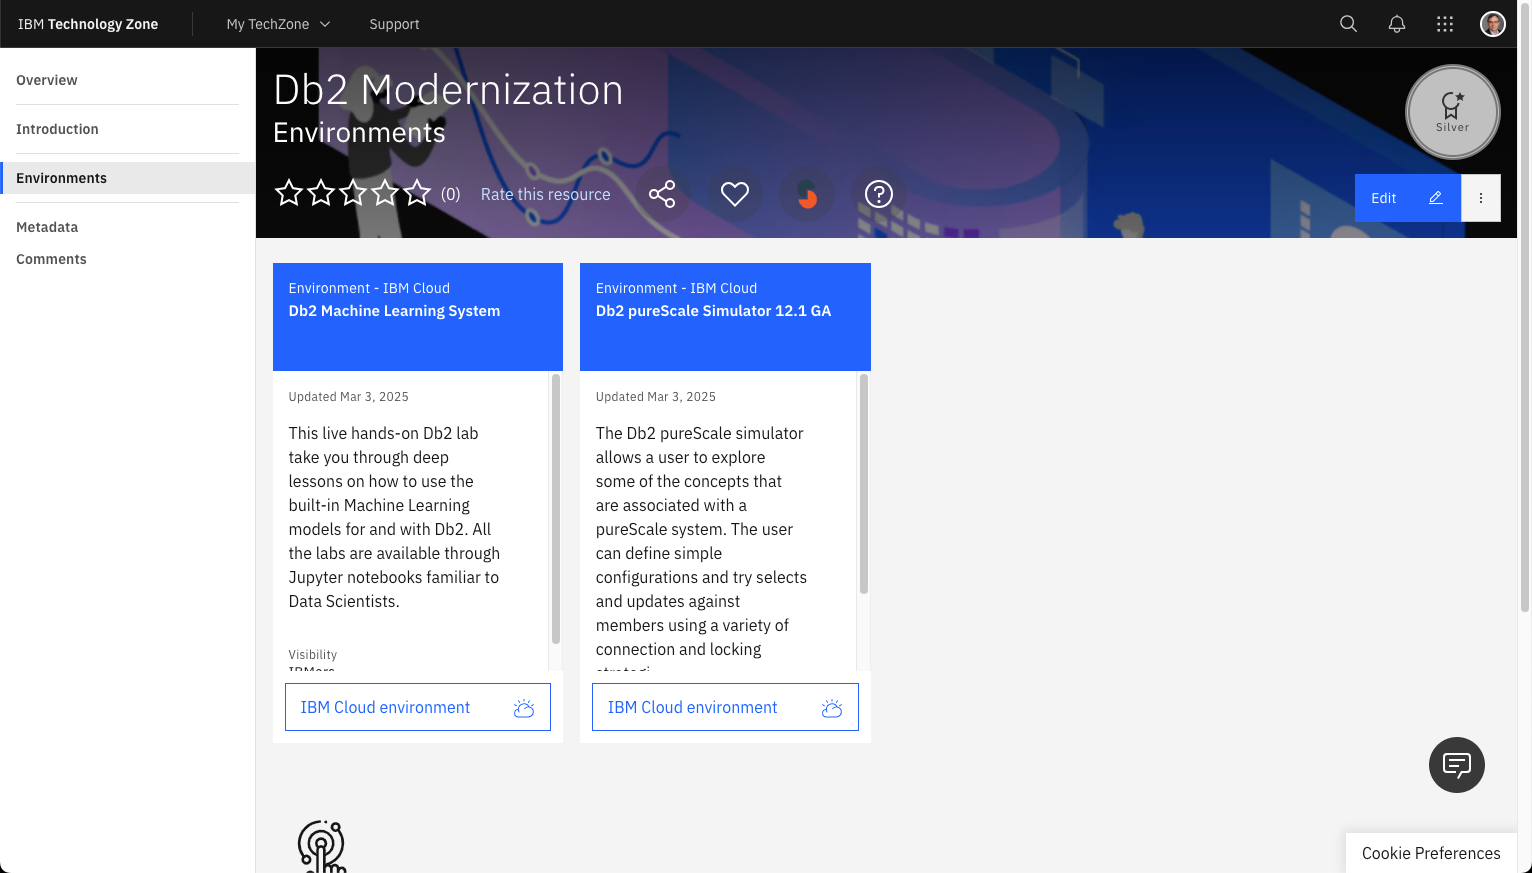 IBM Technology Zone
My TechZone
Support
Overview
Introduction
Environments
Metadata
Comments
Db2 Modernization
Environments
(0)
Rate this resource
Silver
Edit
Environment - IBM Cloud
Db2 Machine Learning System
Updated Mar 3, 2025
This live hands-on Db2 lab
take you through deep
lessons on how to use the
built-in Machine Learning
models for and with Db2. All
the labs are available through
Jupyter notebooks familiar to
Data Scientists.
Visibility
IBMers
IBM Cloud environment
Environment - IBM Cloud
Db2 pureScale Simulator 12.1 GA
Updated Mar 3, 2025
The Db2 pureScale simulator
allows a user to explore
some of the concepts that
are associated with a
pureScale system. The user
can define simple
configurations and try selects
and updates against
members using a variety of
connection and locking
IBM Cloud environment
Cookie Preferences